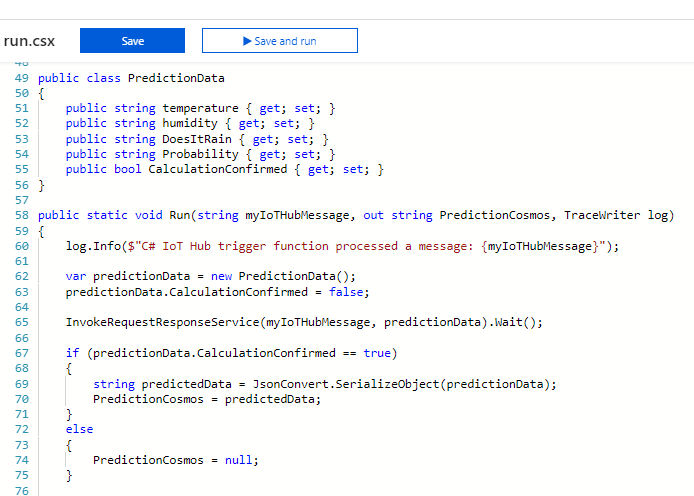 run.csx Save Save and run
48
49 public class PredictionData
50 {
51 public string temperature { get; set; }
52 public string humidity { get; set; }
53 public string DoesItRain { get; set; }
54 public string Probability { get; set; }
55 public bool CalculationConfirmed { get; set; }
56 }
57
58 public static void Run(string myIoTHubMessage, out string PredictionCosmos, TraceWriter log)
59 {
60 log.Info($"C# IoT Hub trigger function processed a message: {myIoTHubMessage}");
61
62 var predictionData = new PredictionData();
63 predictionData.CalculationConfirmed = false;
64
65 InvokeRequestResponseService(myIoTHubMessage, predictionData).Wait();
66
67 if (predictionData.CalculationConfirmed == true)
68 {
69 string predictedData = JsonConvert.SerializeObject(predictionData);
70 PredictionCosmos = predictedData;
71 }
72 else
73 {
74 PredictionCosmos = null;
75 }
76